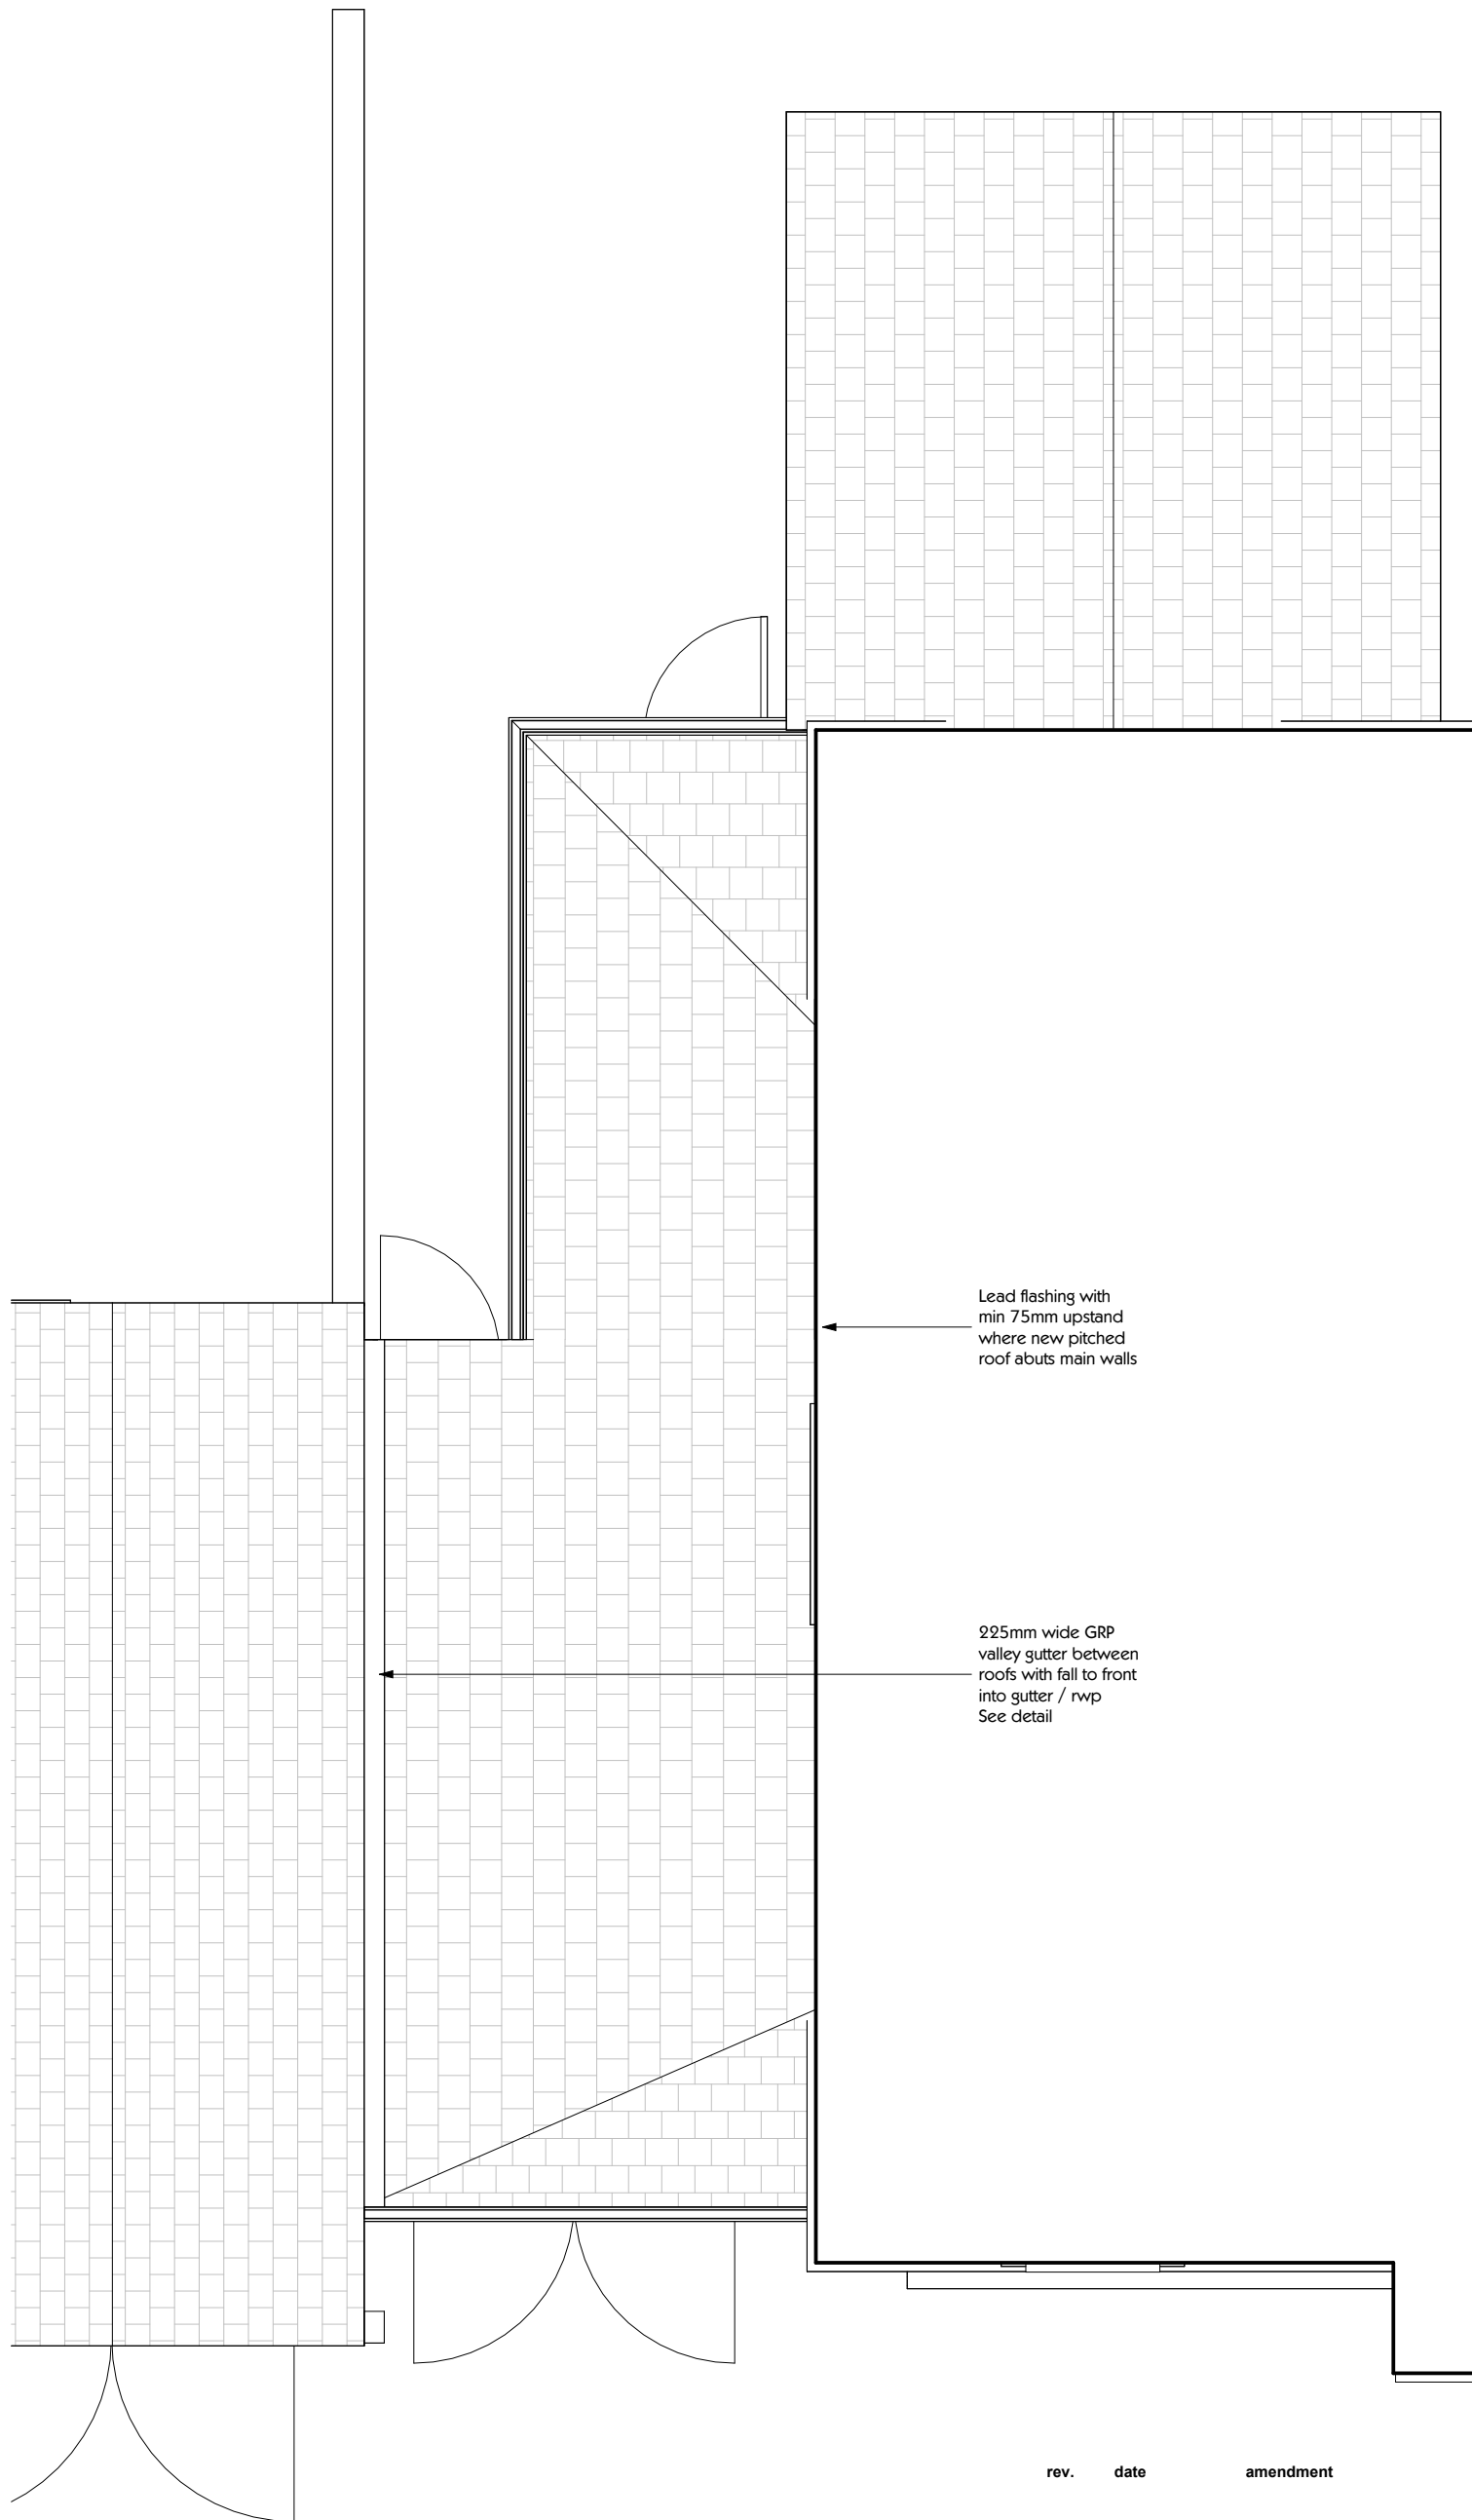 Lead flashing with
min 75mm upstand
where new pitched
roof abuts main walls
225mm wide GRP
valley gutter between
roofs with fall to front
into gutter / rwp
See detail
rev. date amendment